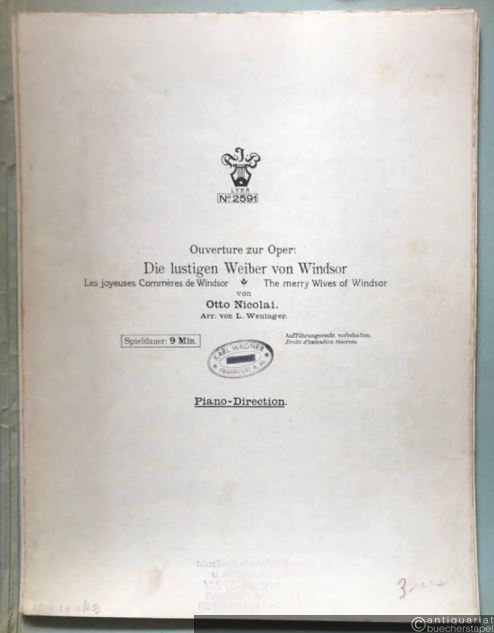 LYRA
No 2591
Ouverture zur Oper:
Die lustigen Weiber von Windsor
Les joyeuses Commères de Windsor The merry Wives of Windsor
von
Otto Nicolai.
Arr. von L. Weninger.
Spieldauer: 9 Min.
Aufführungsrecht vorbehalten.
Droits d'exécution réservés.
KARL WAGNER
FRANKFURT A. M.
Piano-Direction.
antiquariat
buecherstapel